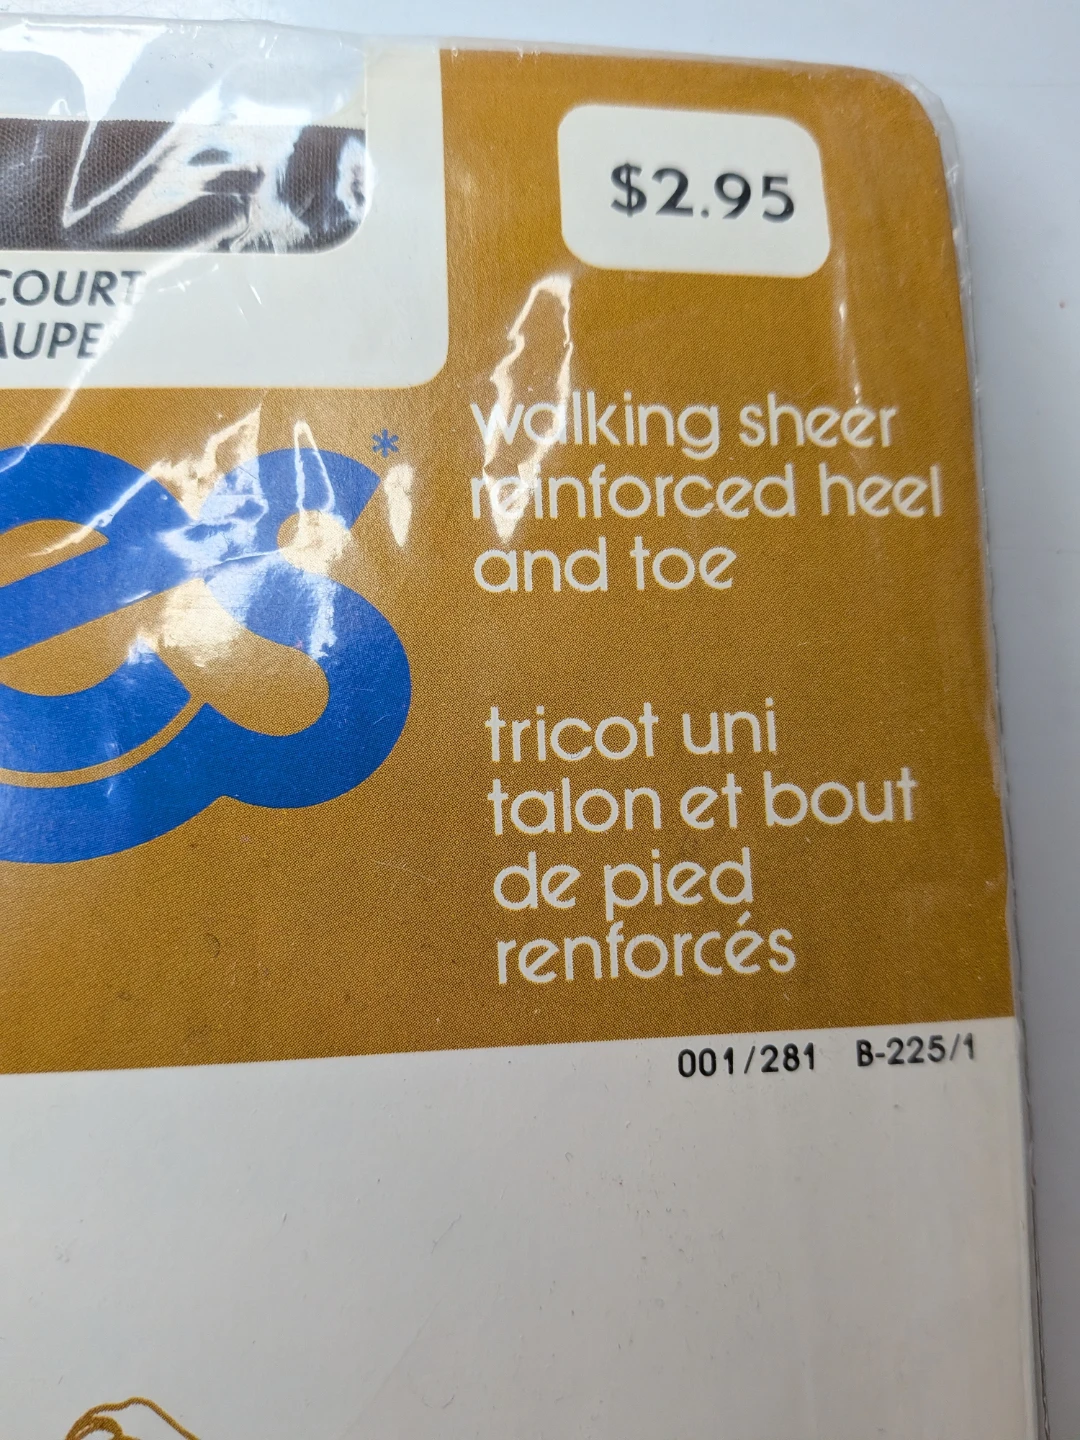 $2.95
COURT
walking sheer
reinforced heel
and toe
tricot uni
talon et bout
de pied
renforcés
001/281 B-225/1